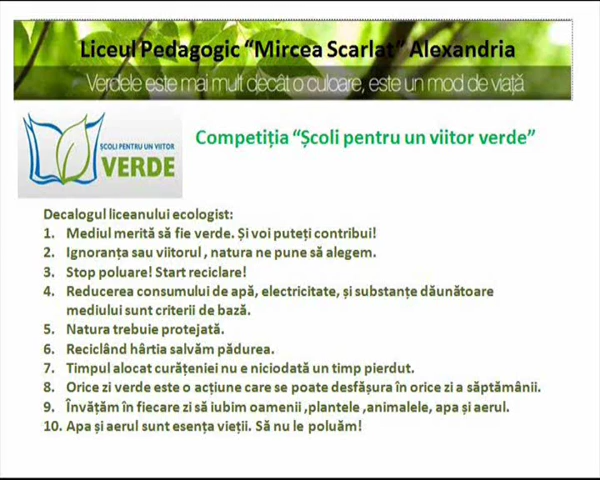 Liceul Pedagogic “Mircea Scarlat” Alexandria
Verdele este mai mult decât o culoare, este un mod de viață
ȘCOLI PENTRU UN VIITOR
VERDE
Competiția “Școli pentru un viitor verde”
Decalogul liceanului ecologist:
1. Mediul merită să fie verde. Și voi puteți contribui!
2. Ignoranța sau viitorul , natura ne pune să alegem.
3. Stop poluare! Start reciclare!
4. Reducerea consumului de apă, electricitate, și substanțe dăunătoare
mediului sunt criterii de bază.
5. Natura trebuie protejată.
6. Reciclând hârtia salvăm pădurea.
7. Timpul alocat curățeniei nu e niciodată un timp pierdut.
8. Orice zi verde este o acțiune care se poate desfășura în orice zi a săptămânii.
9. Învățăm în fiecare zi să iubim oamenii ,plantele ,animalele, apa și aerul.
10. Apa și aerul sunt esența vieții. Să nu le poluăm!